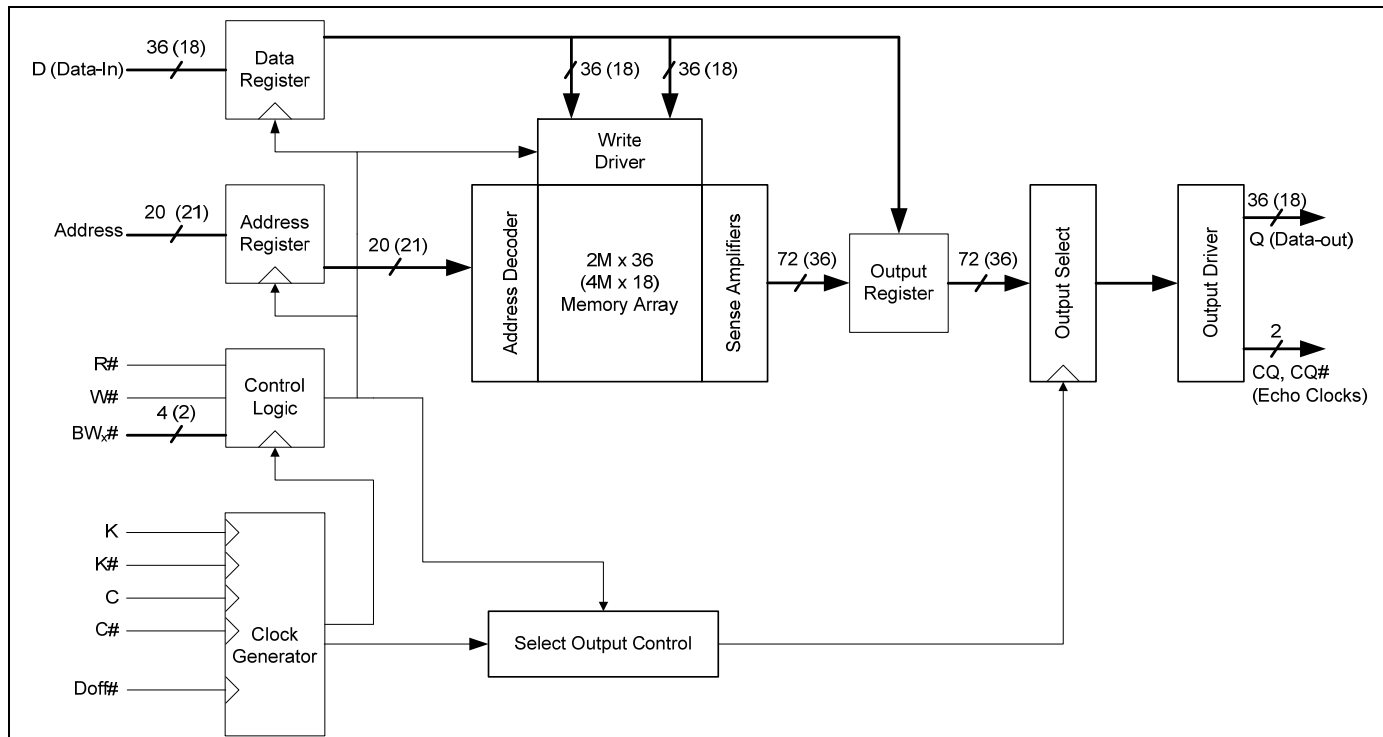 36 (18)
D (Data-In)
Data
Register
36 (18)
36 (18)
Write
Driver
20 (21)
Address
Address
Register
20 (21)
Address Decoder
2M x 36
(4M x 18)
Memory Array
Sense Amplifiers
72 (36)
Output
Register
72 (36)
Output Select
Output Driver
36 (18)
Q (Data-out)
2
CQ, CQ#
(Echo Clocks)
R#
W#
4 (2)
BWx#
Control
Logic
K
K#
C
C#
Doff#
Clock
Generator
Select Output Control